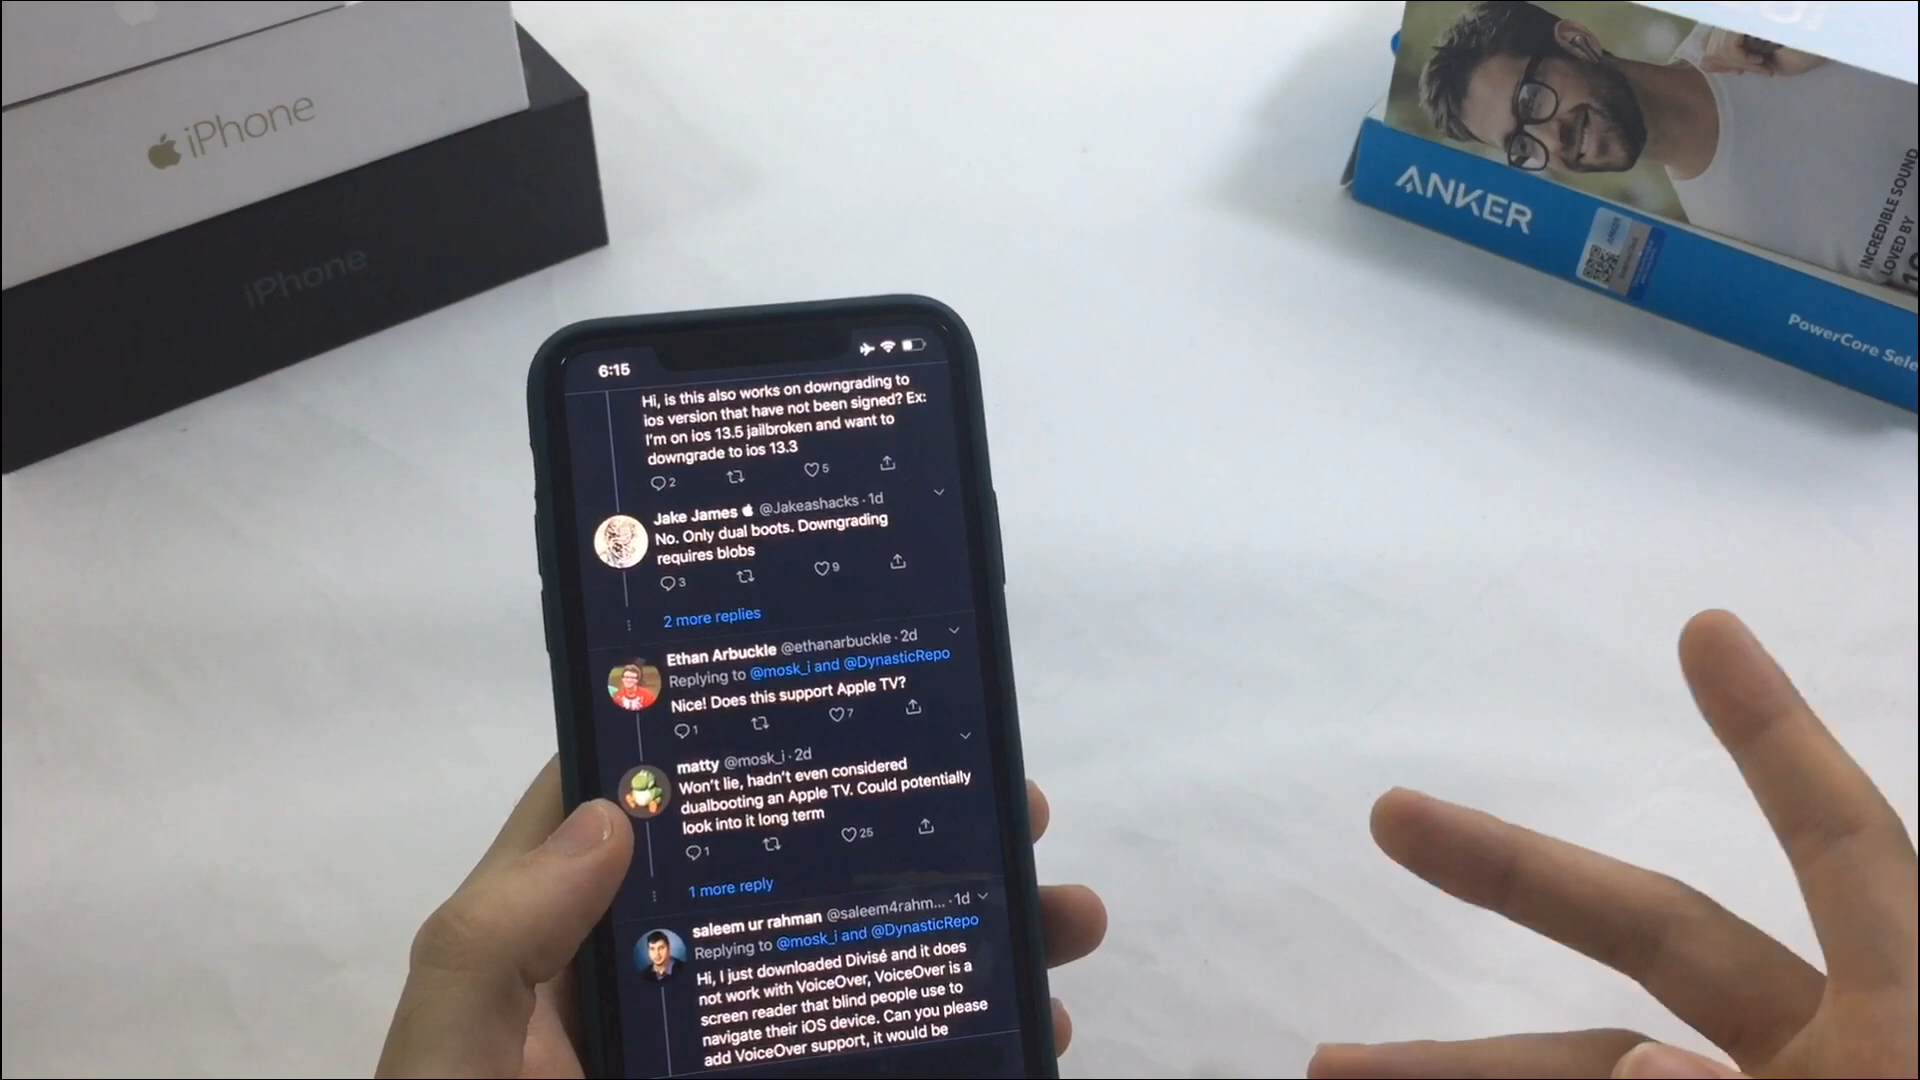 iPhone
iPhone
ANKER
ANKER
INCREDIBLE SOUND
LOVED BY
PowerCore Sele
6:15
Hi, is this also works on downgrading to
ios version that have not been signed? Ex:
I'm on ios 13.5 jailbroken and want to
downgrade to ios 13.3
2
5
Jake James @Jakeashacks · 1d
No. Only dual boots. Downgrading
requires blobs
3
9
2 more replies
Ethan Arbuckle @ethanarbuckle · 2d
Replying to @mosk_i and @DynasticRepo
Nice! Does this support Apple TV?
1
7
matty @mosk_i · 2d
Won't lie, hadn't even considered
dualbooting an Apple TV. Could potentially
look into it long term
1
25
1 more reply
saleem ur rahman @saleem4rahm... · 1d
Replying to @mosk_i and @DynasticRepo
Hi, I just downloaded Divisé and it does
not work with VoiceOver, VoiceOver is a
screen reader that blind people use to
navigate their iOS device. Can you please
add VoiceOver support, it would be